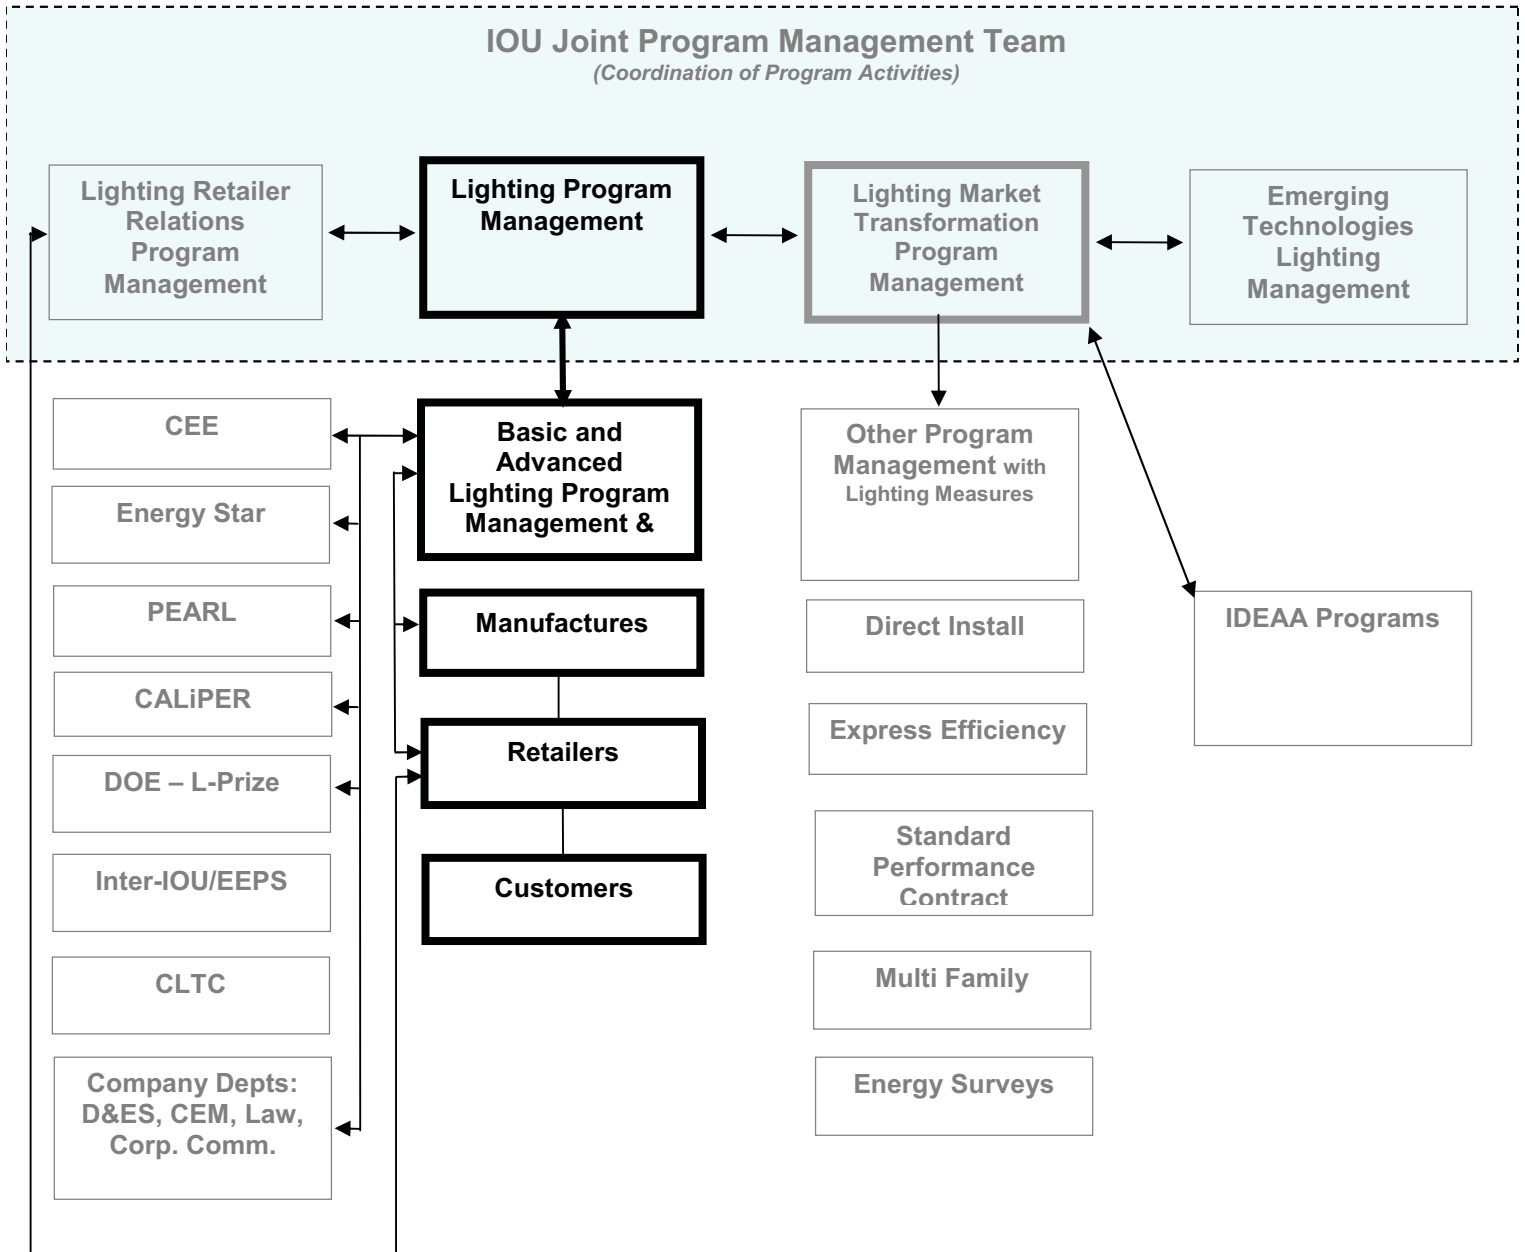 IOU Joint Program Management Team
(Coordination of Program Activities)
Lighting Retailer
Relations
Program
Management
Lighting Program
Management
Lighting Market
Transformation
Program
Management
Emerging
Technologies
Lighting
Management
CEE
Energy Star
PEARL
CALiPER
DOE – L-Prize
Inter-IOU/EEPS
CLTC
Company Depts:
D&ES, CEM, Law,
Corp. Comm.
Basic and
Advanced
Lighting Program
Management &
Manufactures
Retailers
Customers
Other Program
Management with
Lighting Measures
Direct Install
Express Efficiency
Standard
Performance
Contract
Multi Family
Energy Surveys
IDEAA Programs